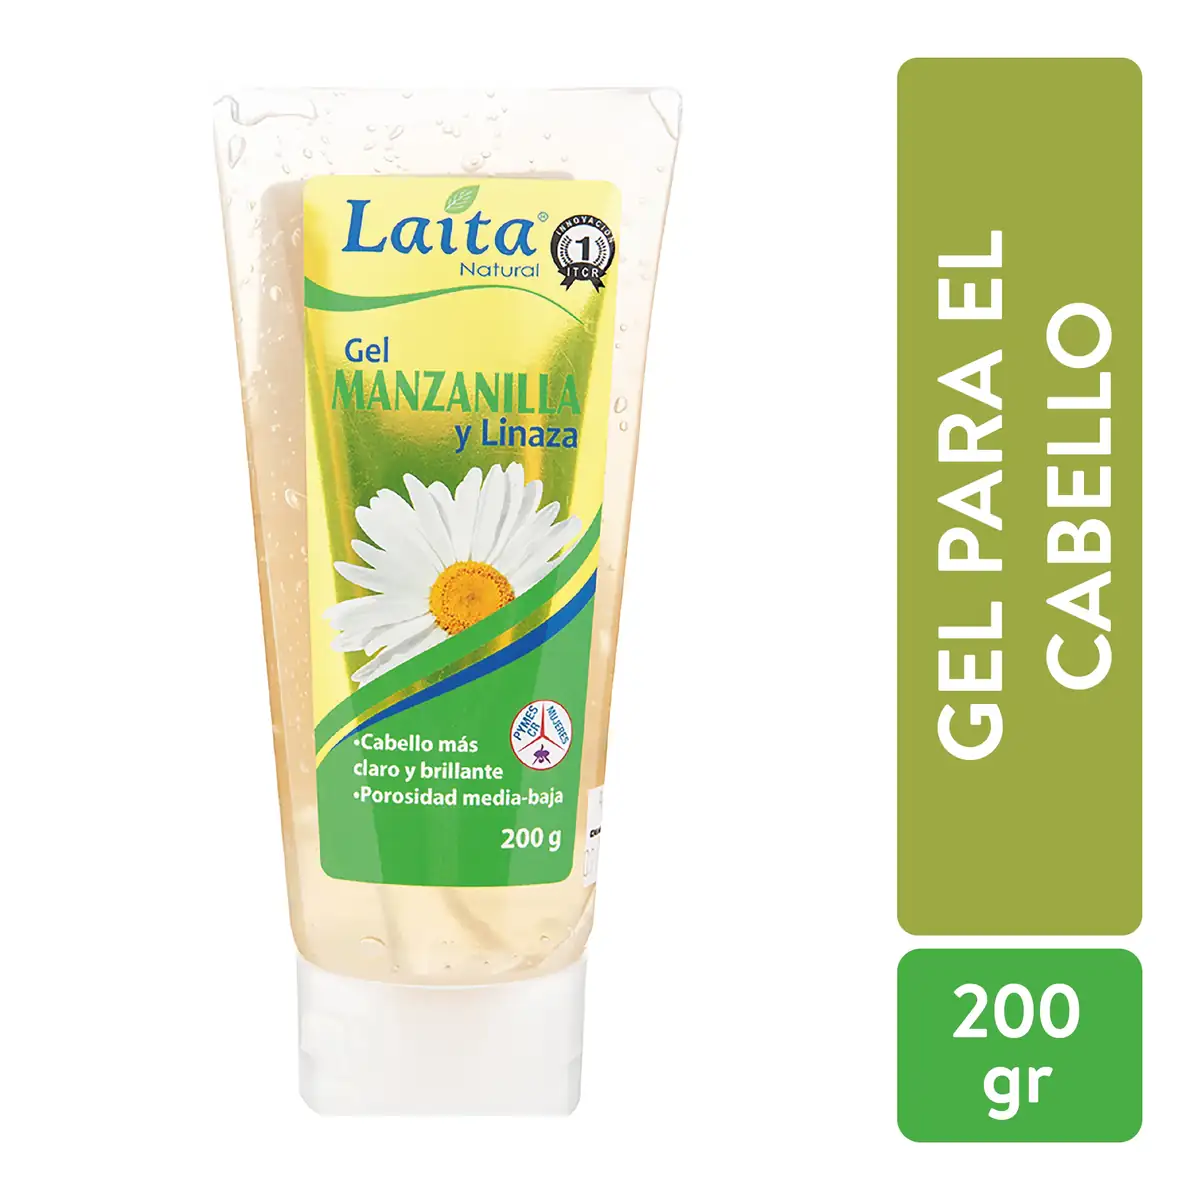 Laita®
Natural
INNOVACIÓN
1
ITCR
Gel
MANZANILLA
y Linaza
PYMES
CR
MUJERES
•Cabello más
claro y brillante
•Porosidad media-baja
200 g
GEL PARA EL
CABELLO
200
gr